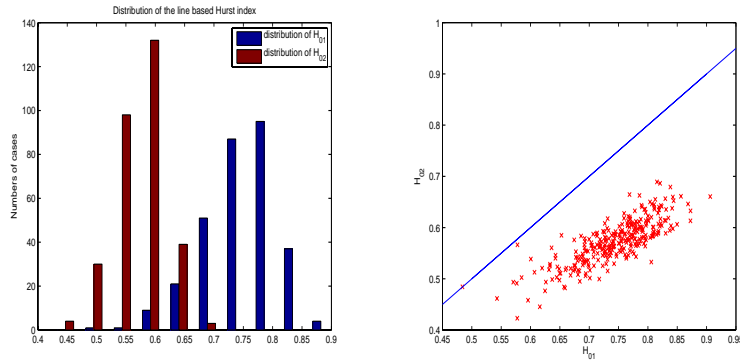 Distribution of the line based Hurst index
140
120
100
80
60
40
20
0
Numbers of cases
distribution of H01
distribution of H02
0.4 0.45 0.5 0.55 0.6 0.65 0.7 0.75 0.8 0.85 0.9
1
0.9
0.8
0.7
0.6
0.5
0.4
H02
0.45 0.5 0.55 0.6 0.65 0.7 0.75 0.8 0.85 0.9 0.95
H01